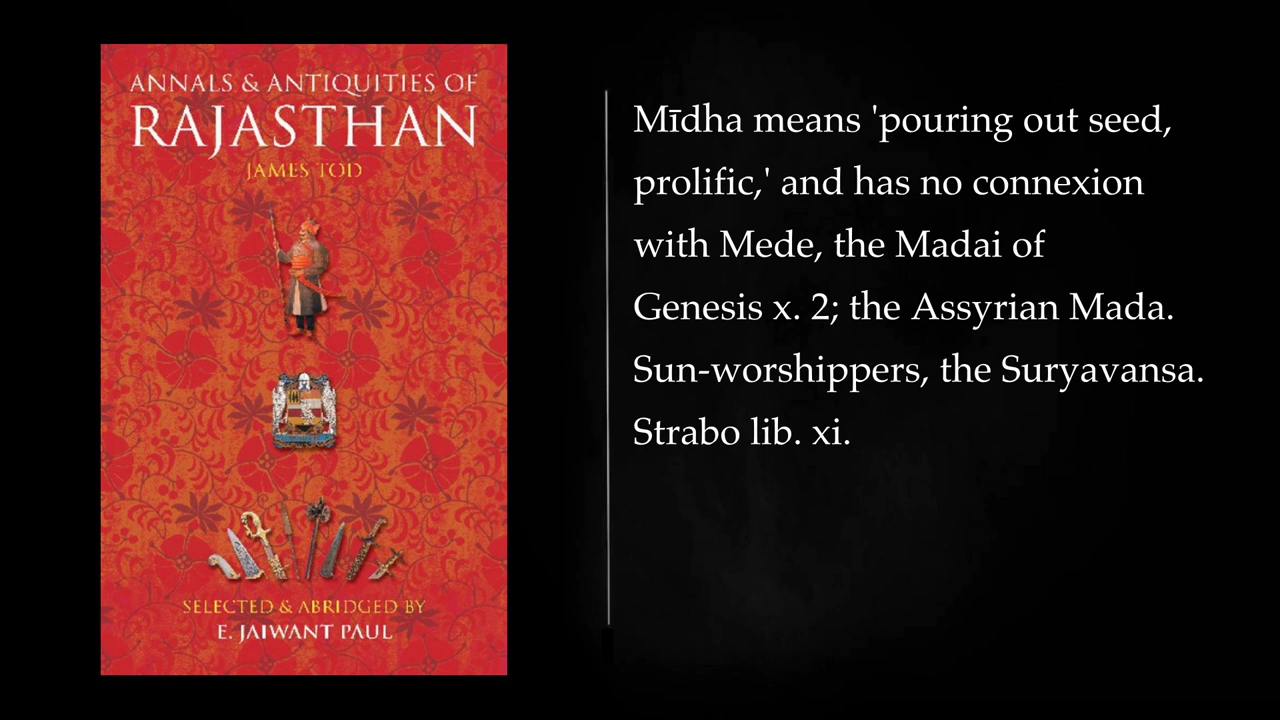 ANNALS & ANTIQUITIES OF
RAJASTHAN
JAMES TOD
SELECTED & ABRIDGED BY
E. JAIWANT PAUL
Mīdha means 'pouring out seed,
prolific,' and has no connexion
with Mede, the Madai of
Genesis x. 2; the Assyrian Mada.
Sun-worshippers, the Suryavansa.
Strabo lib. xi.